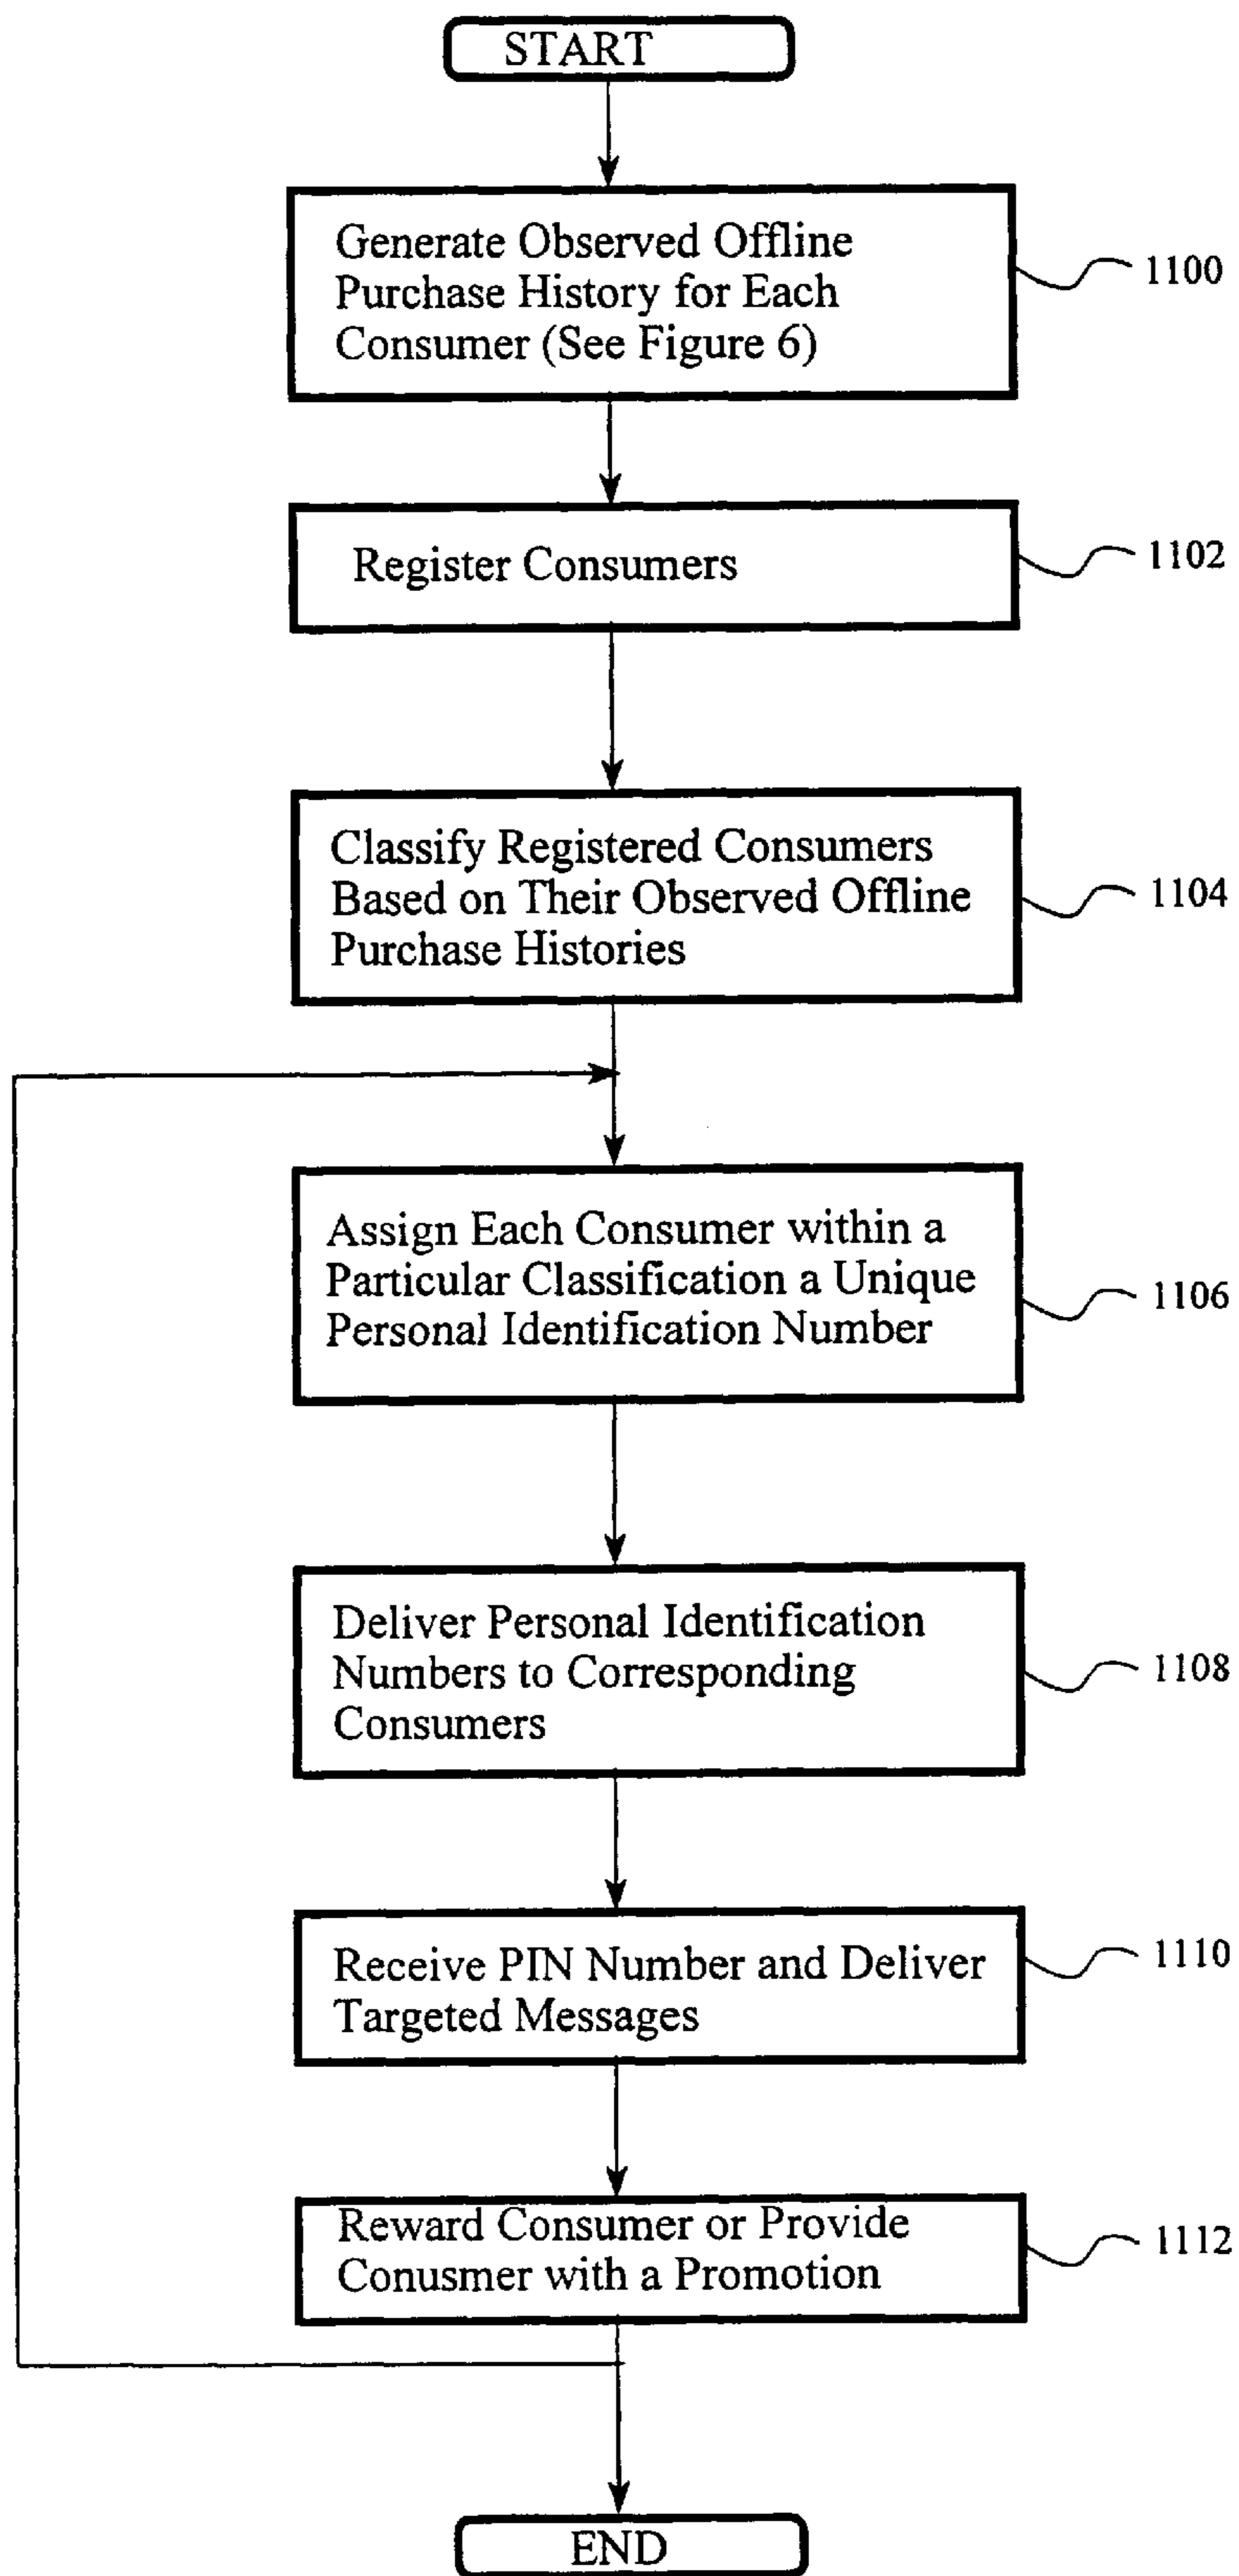 START
Generate Observed Offline
Purchase History for Each
Consumer (See Figure 6)
1100
Register Consumers
1102
Classify Registered Consumers
Based on Their Observed Offline
Purchase Histories
1104
Assign Each Consumer within a
Particular Classification a Unique
Personal Identification Number
1106
Deliver Personal Identification
Numbers to Corresponding
Consumers
1108
Receive PIN Number and Deliver
Targeted Messages
1110
Reward Consumer or Provide
Conusmer with a Promotion
1112
END